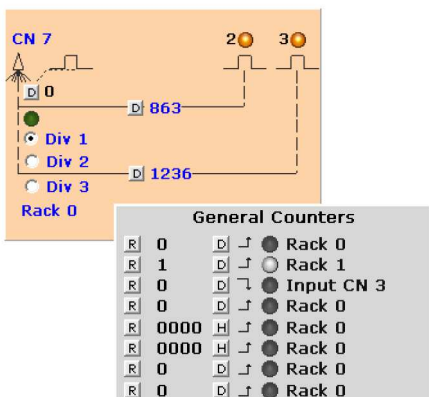 CN 7 2 3
D 0
D 863
Div 1
Div 2
D 1236
Div 3
Rack 0
General Counters
R 0 D Rack 0
R 1 D Rack 1
R 0 D Input CN 3
R 0 D Rack 0
R 0000 H Rack 0
R 0000 H Rack 0
R 0 D Rack 0
R 0 D Rack 0